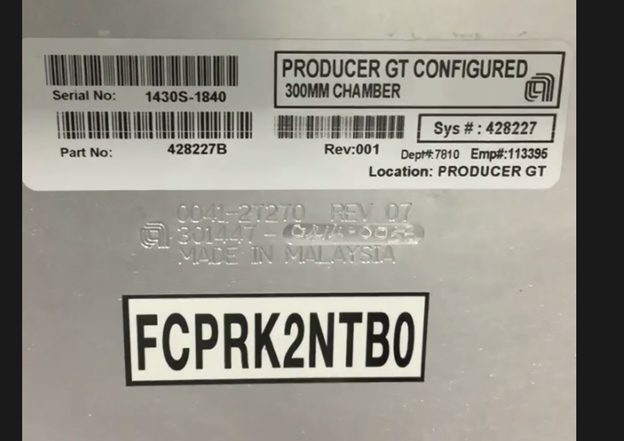 PRODUCER GT CONFIGURED
300MM CHAMBER
Serial No: 1430S-1840
Sys # : 428227
Part No: 428227B
Rev:001
Dept#:7810 Emp#:113395
Location: PRODUCER GT
0041-27270 REV 07
301447-
MADE IN MALAYSIA
FCPRK2NTB0